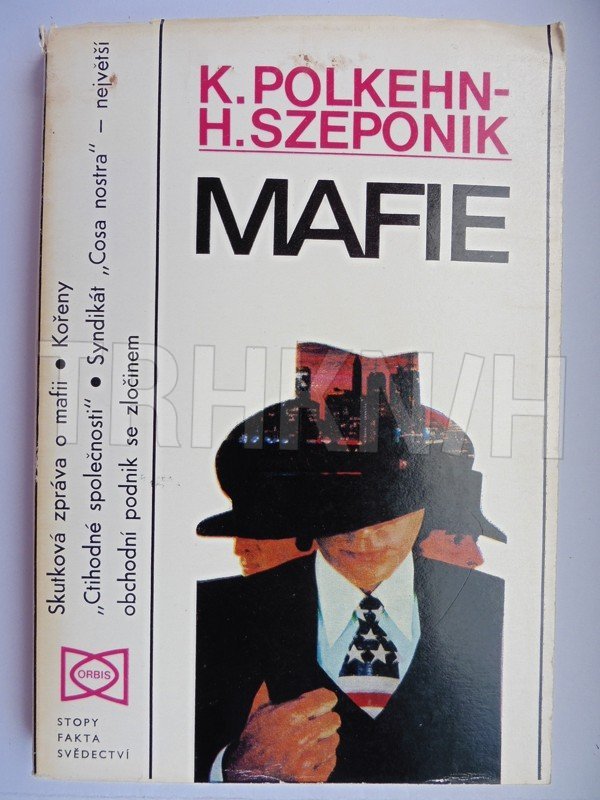 K. POLKEHN-
H. SZEPONIK
MAFIE
Skutková zpráva o mafii • Kořeny
„Ctihodné společnosti" • Syndikát „Cosa nostra" – největší
obchodní podnik se zločinem
ORBIS
STOPY
FAKTA
SVĚDECTVÍ
TRHKNIH